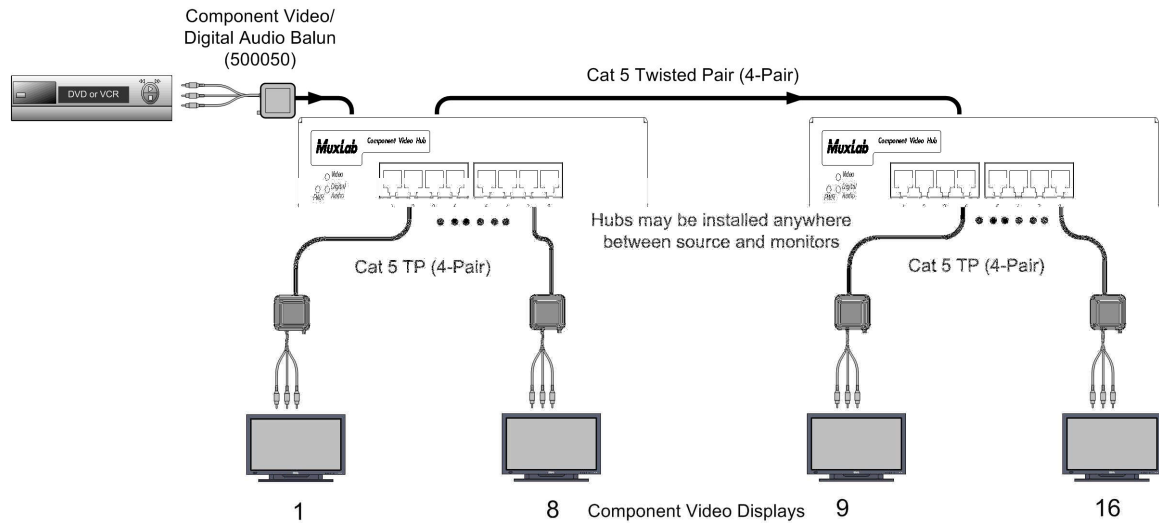 Component Video/
Digital Audio Balun
(500050)
DVD or VCR
Cat 5 Twisted Pair (4-Pair)
MuxLab
Component Video Hub
Video
Digital
Audio
PWR
MuxLab
Component Video Hub
Video
Digital
Audio
PWR
Hubs may be installed anywhere
between source and monitors
Cat 5 TP (4-Pair)
Cat 5 TP (4-Pair)
1
8
Component Video Displays
9
16